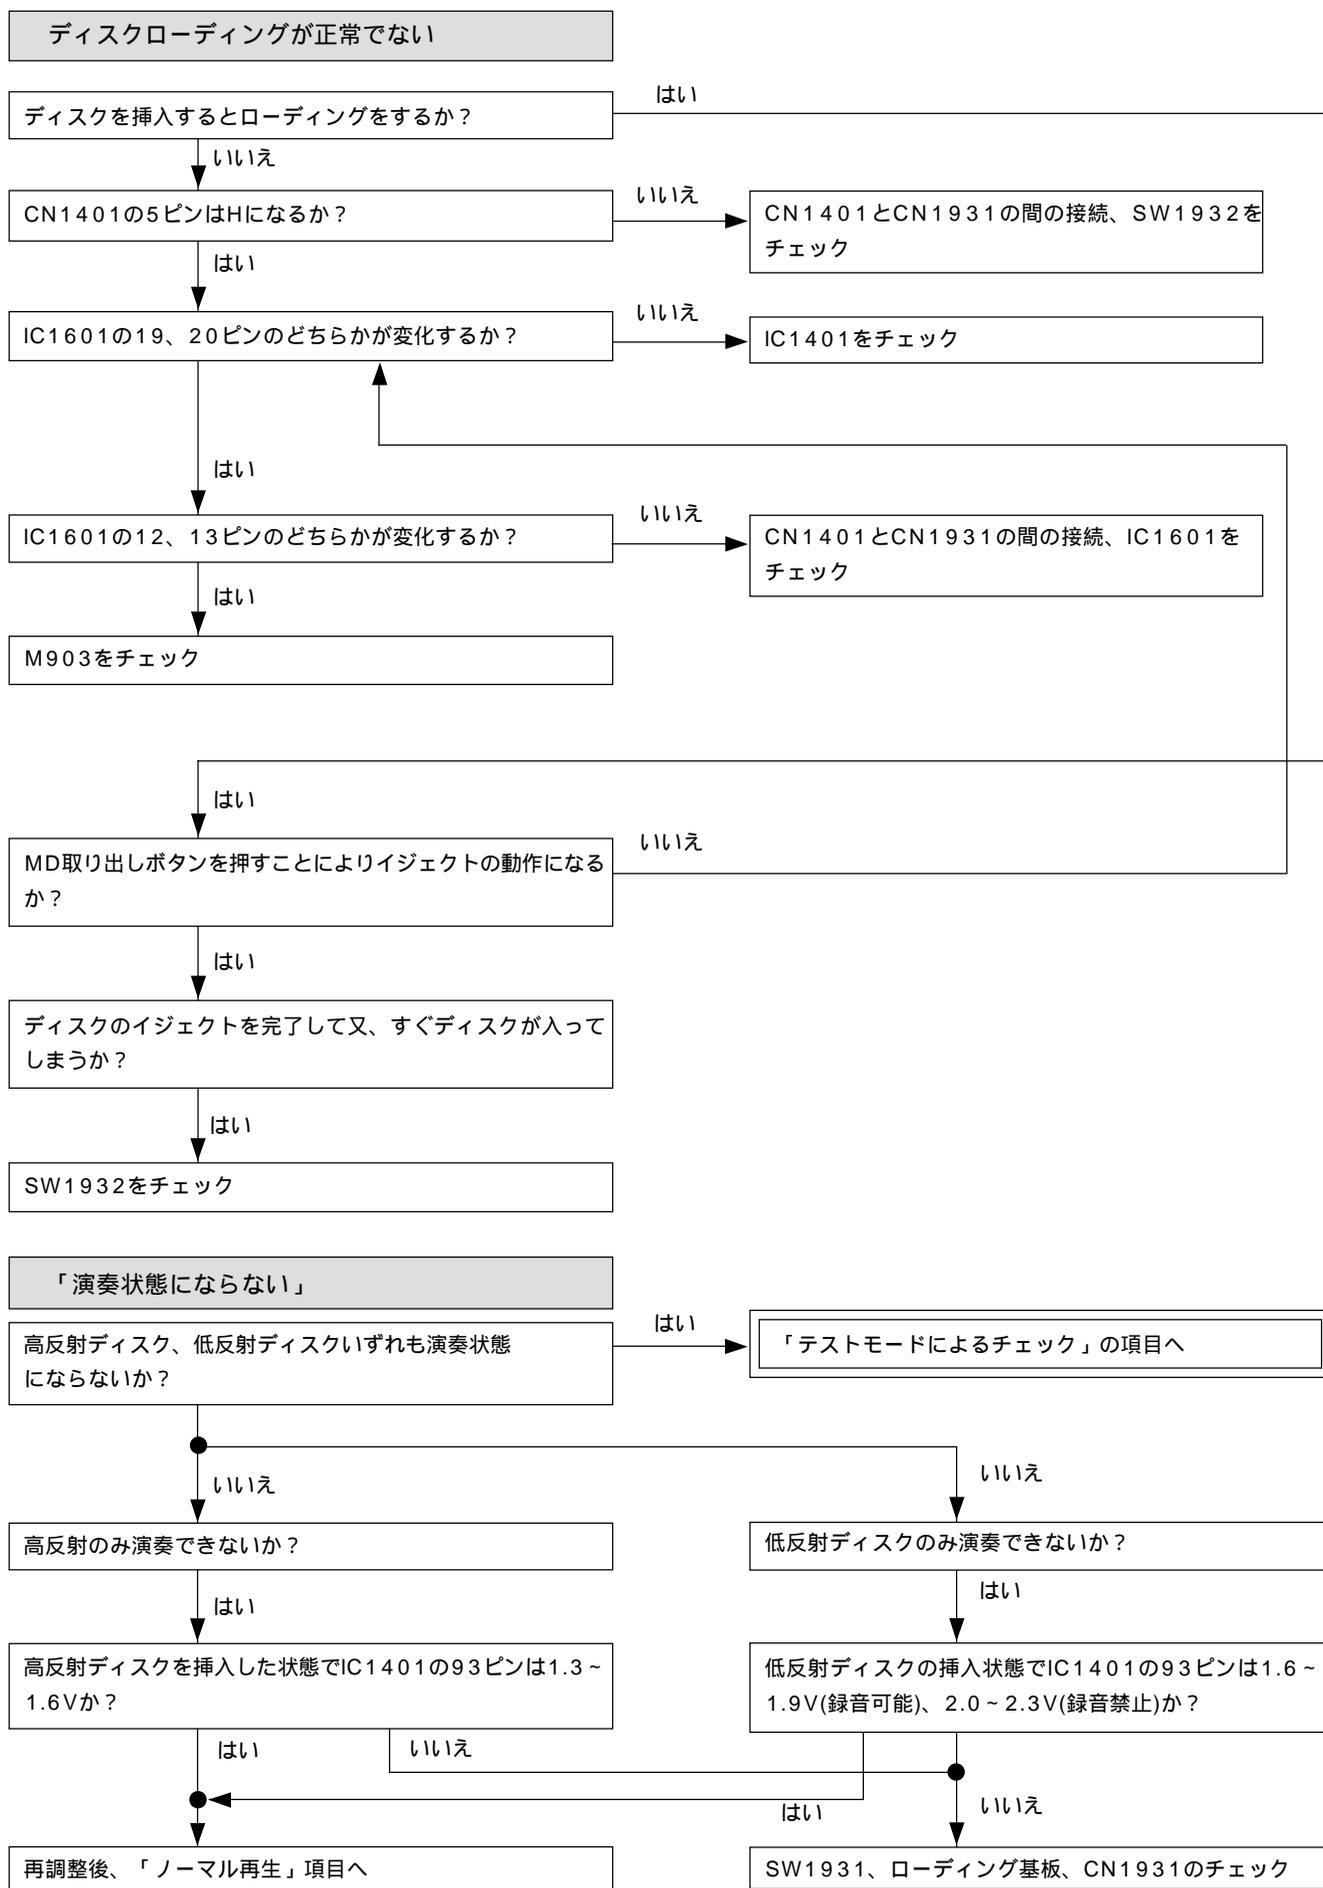 ディスクローディングが正常でない
ディスクを挿入するとローディングをするか？
はい
いいえ
CN1401の5ピンはHになるか？
いいえ
CN1401とCN1931の間の接続、SW1932を
チェック
はい
IC1601の19、20ピンのどちらかが変化するか？
いいえ
IC1401をチェック
はい
IC1601の12、13ピンのどちらかが変化するか？
いいえ
CN1401とCN1931の間の接続、IC1601を
チェック
はい
M903をチェック
はい
MD取り出しボタンを押すことによりイジェクトの動作になる
か？
いいえ
はい
ディスクのイジェクトを完了して又、すぐディスクが入って
しまうか？
はい
SW1932をチェック
「演奏状態にならない」
高反射ディスク、低反射ディスクいずれも演奏状態
にならないか？
はい
「テストモードによるチェック」の項目へ
いいえ
いいえ
高反射のみ演奏できないか？
低反射ディスクのみ演奏できないか？
はい
はい
高反射ディスクを挿入した状態でIC1401の93ピンは1.3~
1.6Vか？
低反射ディスクの挿入状態でIC1401の93ピンは1.6~
1.9V(録音可能)、2.0~2.3V(録音禁止)か？
はい
いいえ
はい
いいえ
再調整後、「ノーマル再生」項目へ
SW1931、ローディング基板、CN1931のチェック